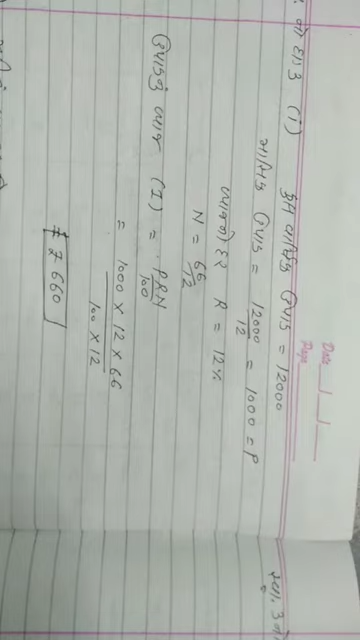 (i) કુલ વાર્ષિક ઉપાડ = 12000
માસિક ઉપાડ = 12000/12 = 1000 = P
વ્યાજનો દર R = 12%
N = 66/12
ઉપાડનું વ્યાજ (I) = PRN/100
= 1000 x 12 x 66 / 100 x 12
₹ 660
Date
Page